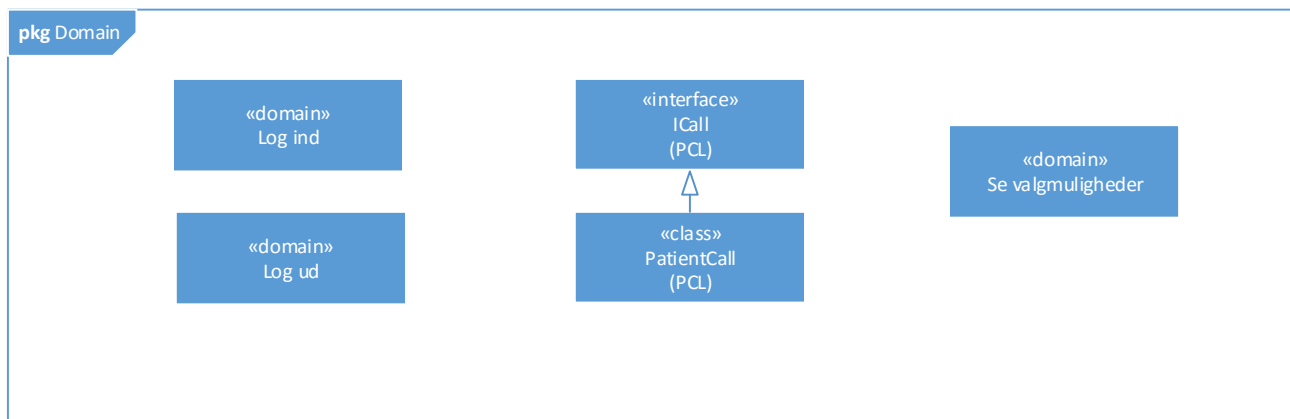 pkg Domain
«domain»
Log ind
«domain»
Log ud
«interface»
ICall
(PCL)
«class»
PatientCall
(PCL)
«domain»
Se valgmuligheder